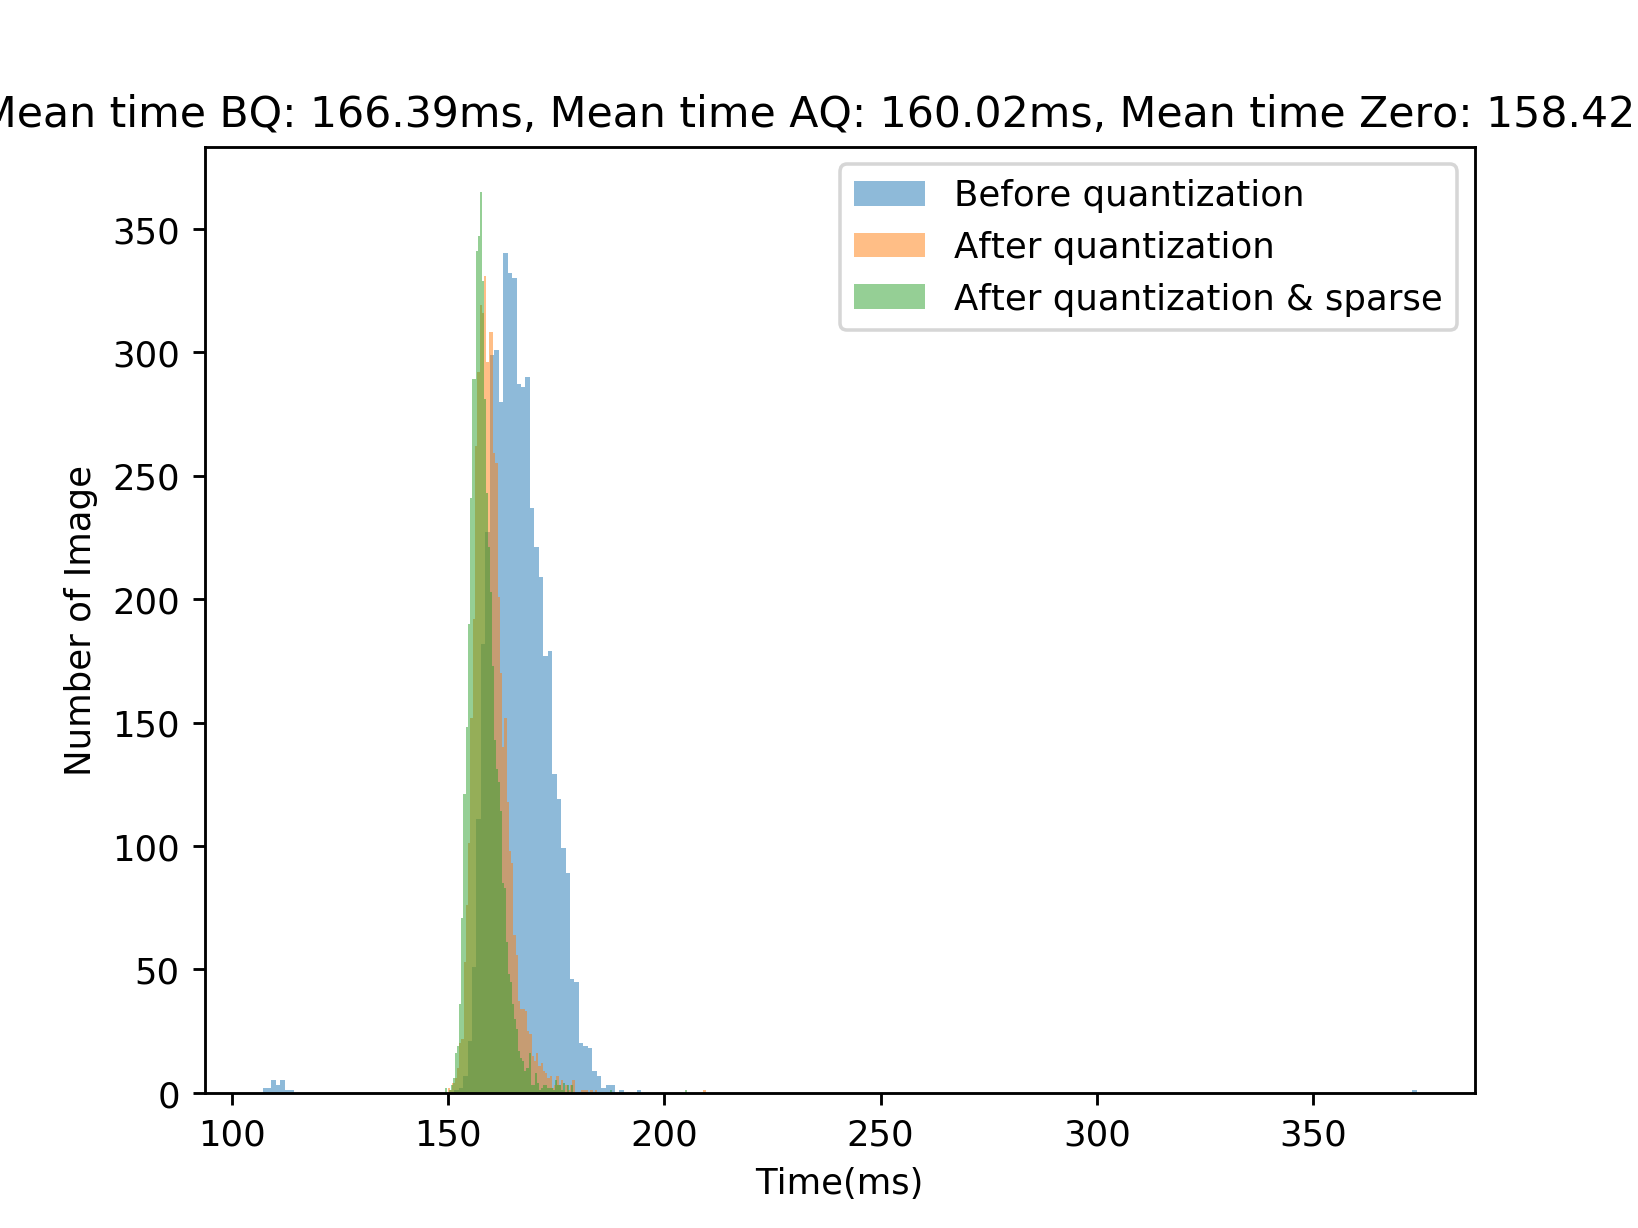 Mean time BQ: 166.39ms, Mean time AQ: 160.02ms, Mean time Zero: 158.42
Before quantization
After quantization
After quantization & sparse
350
300
250
200
150
100
50
0
Number of Image
100 150 200 250 300 350
Time(ms)